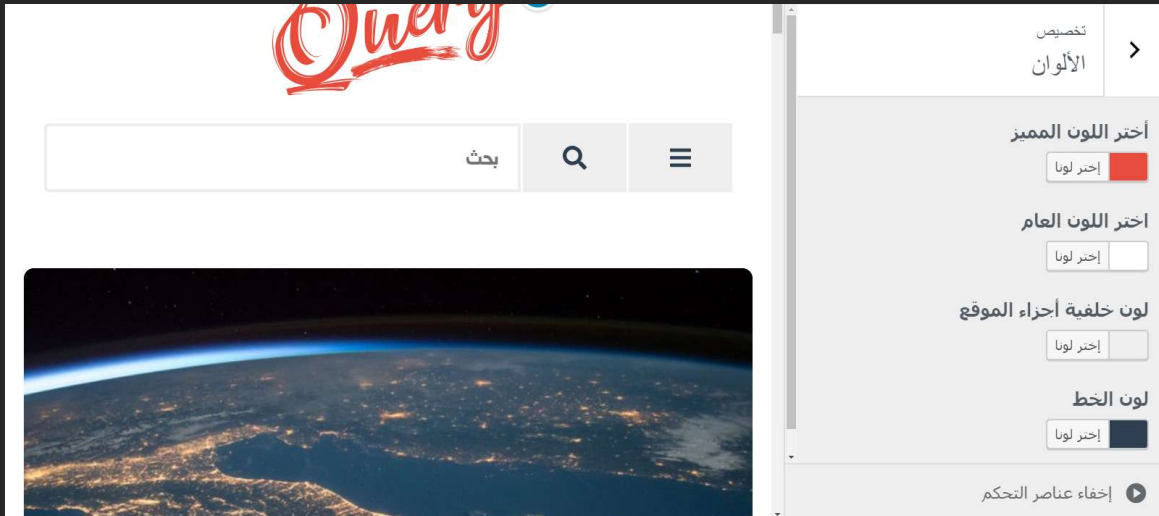 Query
بحث
تخصيص
الألوان
أختر اللون المميز
إختر لونا
اختر اللون العام
إختر لونا
لون خلفية أجزاء الموقع
إختر لونا
لون الخط
إختر لونا
إخفاء عناصر التحكم